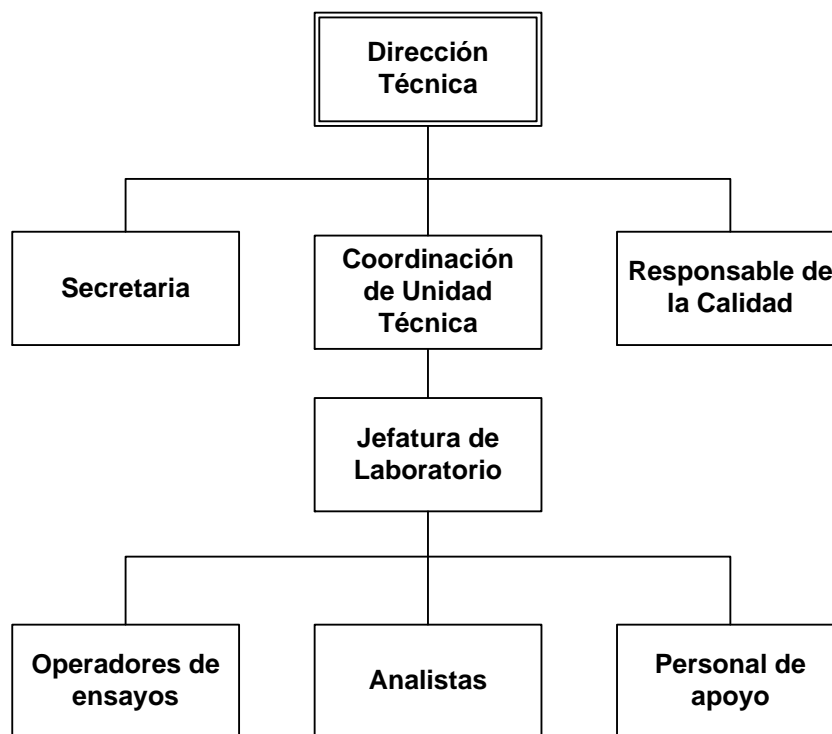 Dirección
Técnica
Secretaria
Coordinación
de Unidad
Técnica
Responsable de
la Calidad
Jefatura de
Laboratorio
Operadores de
ensayos
Analistas
Personal de
apoyo